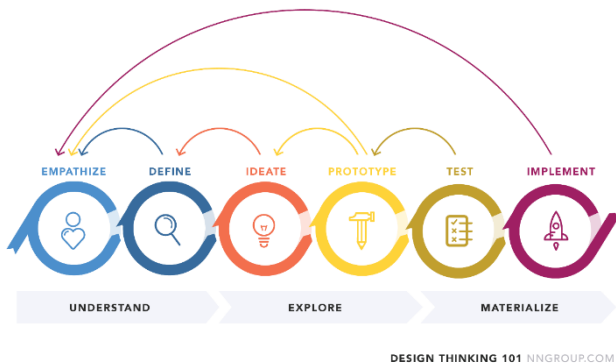 EMPATHIZE DEFINE IDEATE PROTOTYPE TEST IMPLEMENT
UNDERSTAND EXPLORE MATERIALIZE
DESIGN THINKING 101 NNGROUP.COM